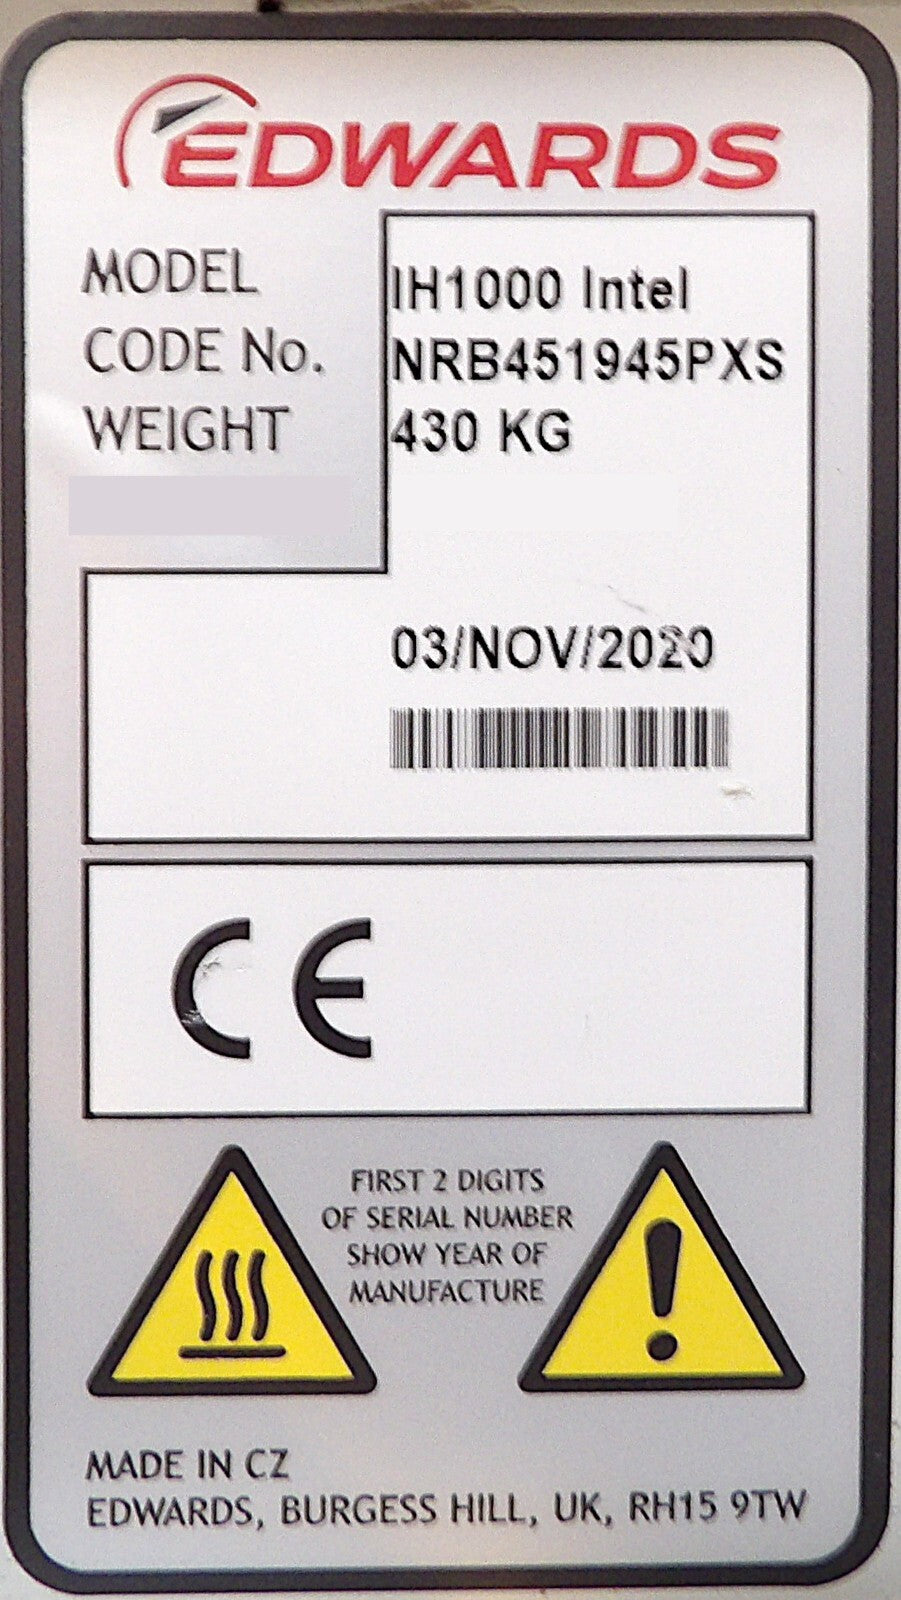 EDWARDS
MODEL IH1000 Intel
CODE No. NRB451945PXS
WEIGHT 430 KG
03/NOV/2020
CE
FIRST 2 DIGITS
OF SERIAL NUMBER
SHOW YEAR OF
MANUFACTURE
MADE IN CZ
EDWARDS, BURGESS HILL, UK, RH15 9TW